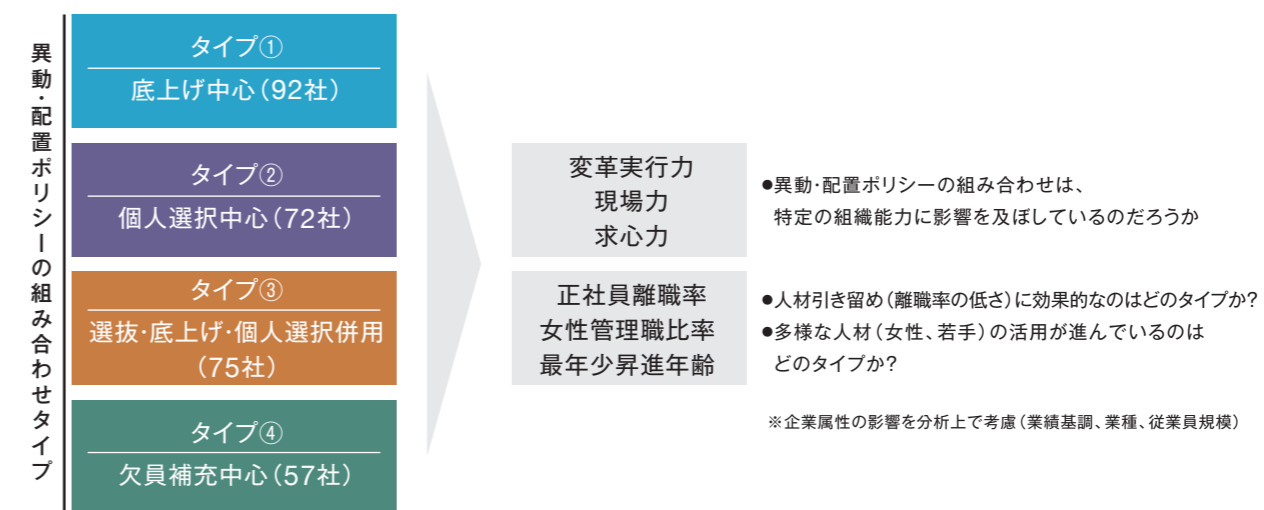 異動・配置ポリシーの組み合わせタイプ
タイプ①
底上げ中心（92社）
タイプ②
個人選択中心（72社）
タイプ③
選抜・底上げ・個人選択併用
（75社）
タイプ④
欠員補充中心（57社）
変革実行力
現場力
求心力
●異動・配置ポリシーの組み合わせは、
特定の組織能力に影響を及ぼしているのだろうか
正社員離職率
女性管理職比率
最年少昇進年齢
●人材引き留め（離職率の低さ）に効果的なのはどのタイプか?
●多様な人材（女性、若手）の活用が進んでいるのは
どのタイプか?
※企業属性の影響を分析上で考慮（業績基調、業種、従業員規模）